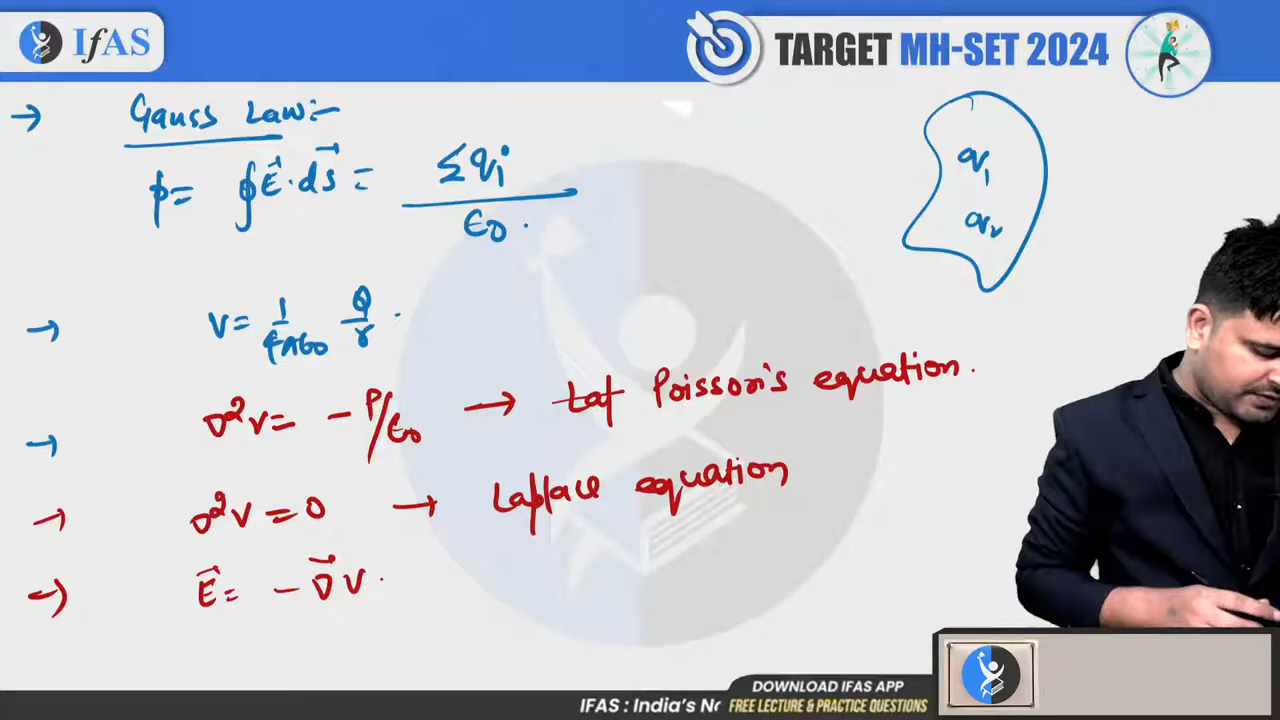 IfAS
TARGET MH-SET 2024
→ Gauss Law:-
ϕ = ∮E⃗·dS⃗ = Σqi / ϵ0.
q1
q2
→ V = 1/4πϵ0 Q/r.
→ ∇²V = -ρ/ϵ0 → Poisson's equation.
→ ∇²V = 0 → Laplace equation
→ E⃗ = -∇⃗V.
DOWNLOAD IFAS APP
IFAS : India's
FREE LECTURE & PRACTICE QUESTIONS